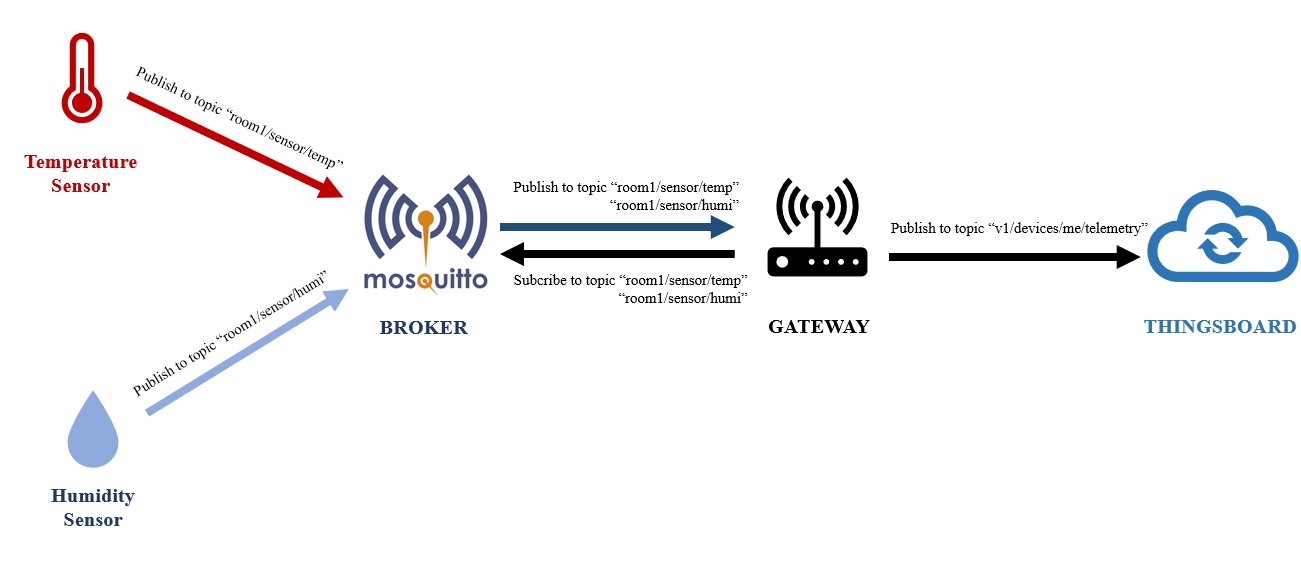 Publish to topic “room1/sensor/temp”
Temperature
Sensor
mosquitto
BROKER
Publish to topic “room1/sensor/temp”
“room1/sensor/humi”
Subcribe to topic “room1/sensor/temp”
“room1/sensor/humi”
GATEWAY
Publish to topic “v1/devices/me/telemetry”
THINGSBOARD
Publish to topic “room1/sensor/humi”
Humidity
Sensor